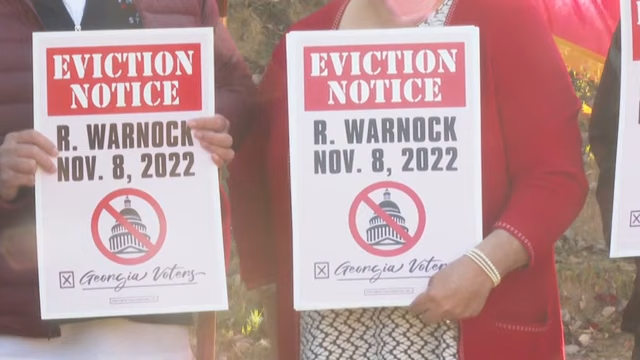 EVICTION
NOTICE
R. WARNOCK
NOV. 8, 2022
Georgia Voters
EVICTION
NOTICE
R. WARNOCK
NOV. 8, 2022
Georgia Voters